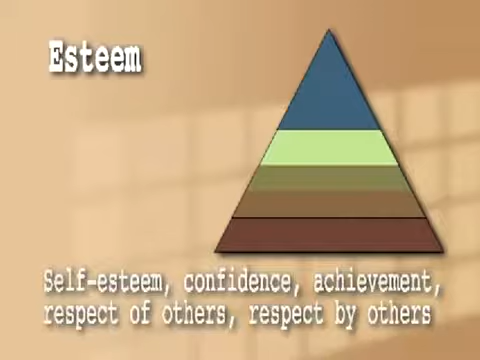 Esteem
Self-esteem, confidence, achievement,
respect of others, respect by others